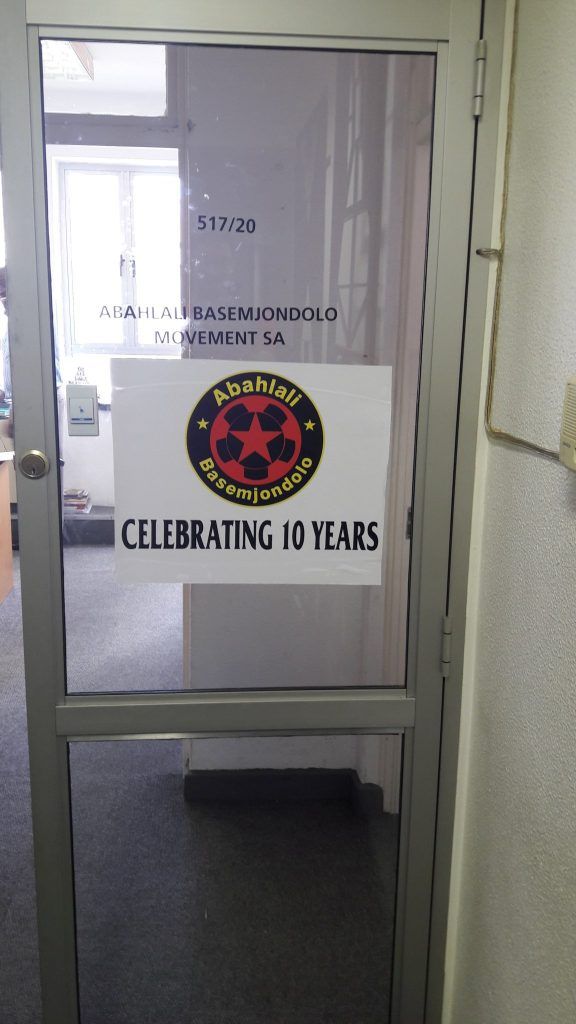 517/20
ABAHLALI BASEMJONDOLO
MOVEMENT SA
Abahlali
Basemjondolo
CELEBRATING 10 YEARS